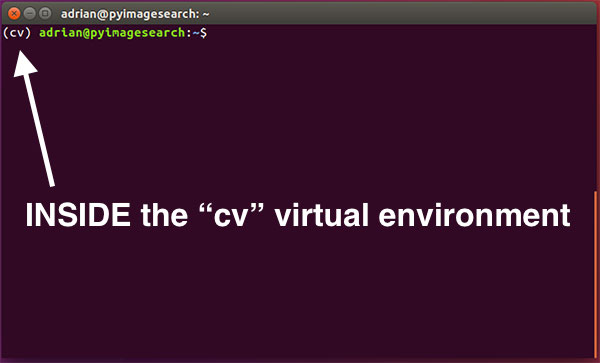 adrian@pyimagesearch: ~
(cv) adrian@pyimagesearch:~$
INSIDE the “cv” virtual environment